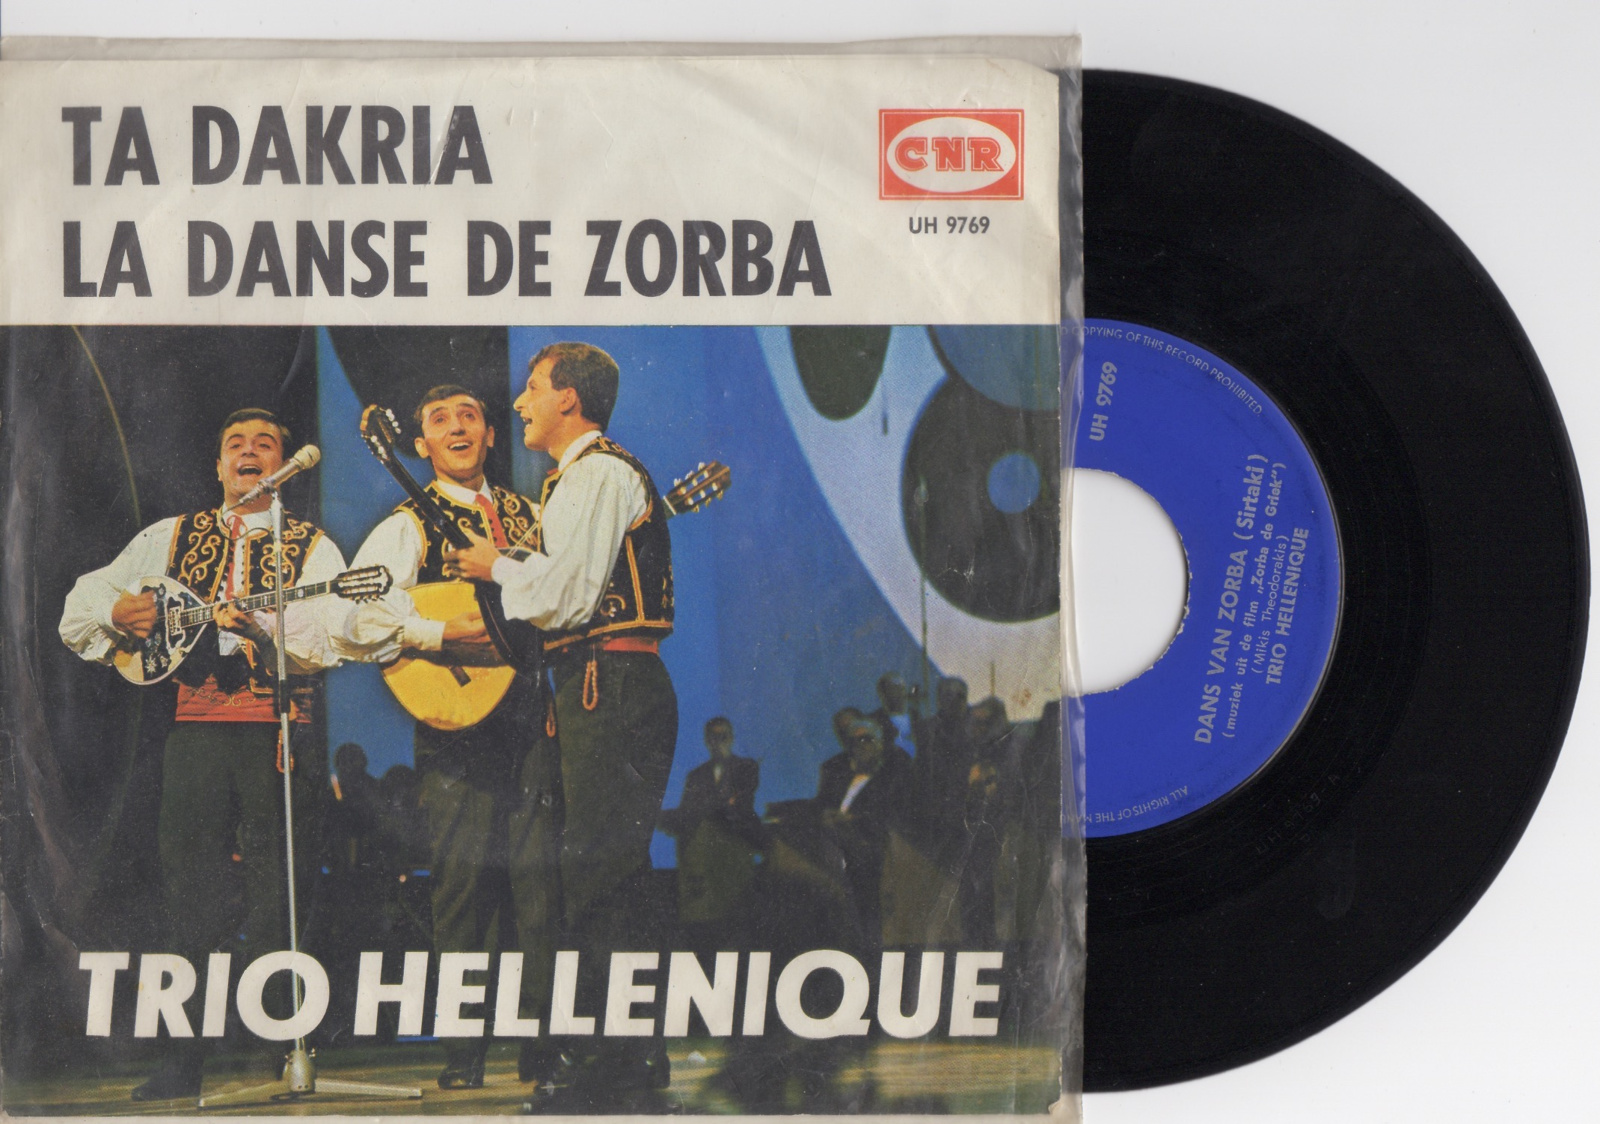 TA DAKRIA
LA DANSE DE ZORBA
CNR
UH 9769
TRIO HELLENIQUE
COPYING OF THIS RECORD PROHIBITED
UH 9769
DANS VAN ZORBA (Sirtaki)
(muziek uit de film „Zorba de Griek")
(Mikis Theodorakis)
TRIO HELLENIQUE
ALL RIGHTS OF THE